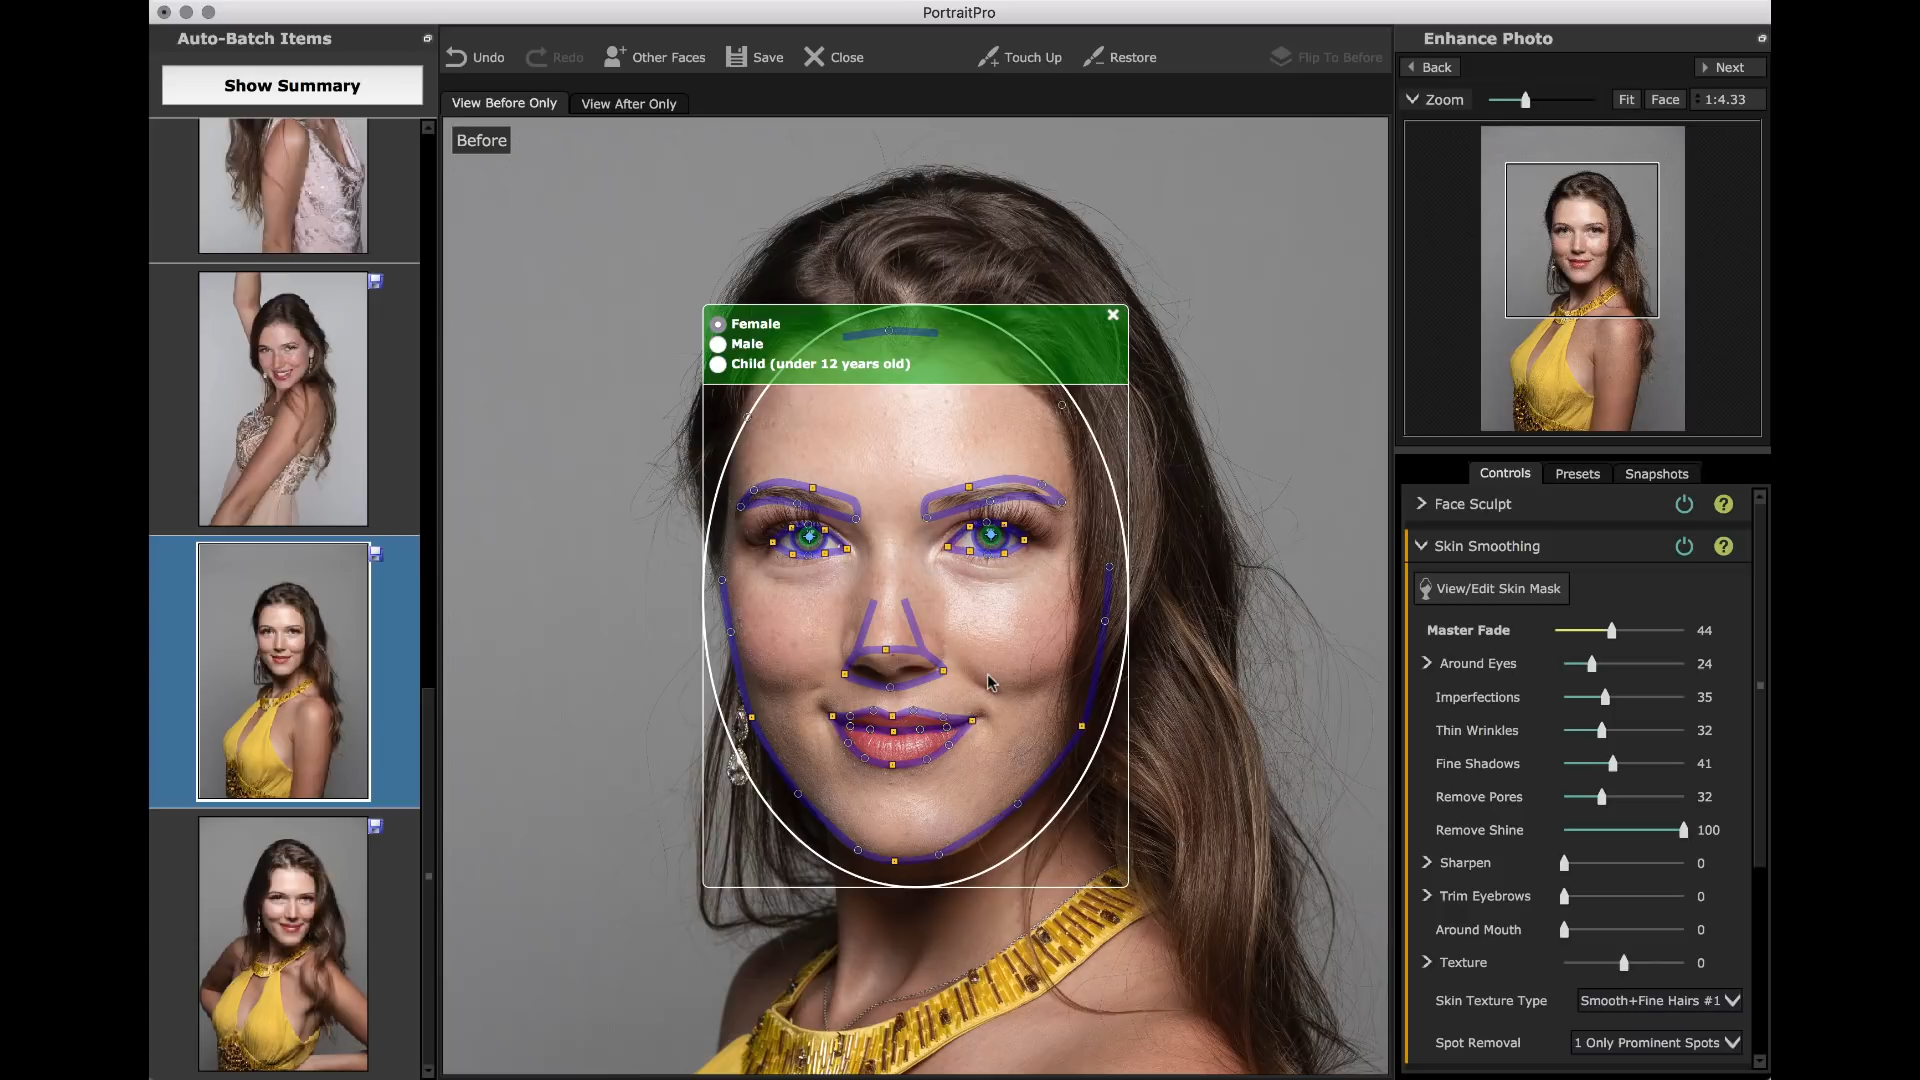 PortraitPro
Auto-Batch Items
Show Summary
Undo
Redo
Other Faces
Save
Close
Touch Up
Restore
Flip To Before
View Before Only
View After Only
Before
Female
Male
Child (under 12 years old)
Enhance Photo
Back
Next
Zoom
Fit
Face
1:4.33
Controls
Presets
Snapshots
Face Sculpt
?
Skin Smoothing
?
View/Edit Skin Mask
Master Fade 44
Around Eyes 24
Imperfections 35
Thin Wrinkles 32
Fine Shadows 41
Remove Pores 32
Remove Shine 100
Sharpen 0
Trim Eyebrows 0
Around Mouth 0
Texture 0
Skin Texture Type Smooth+Fine Hairs #1
Spot Removal 1 Only Prominent Spots